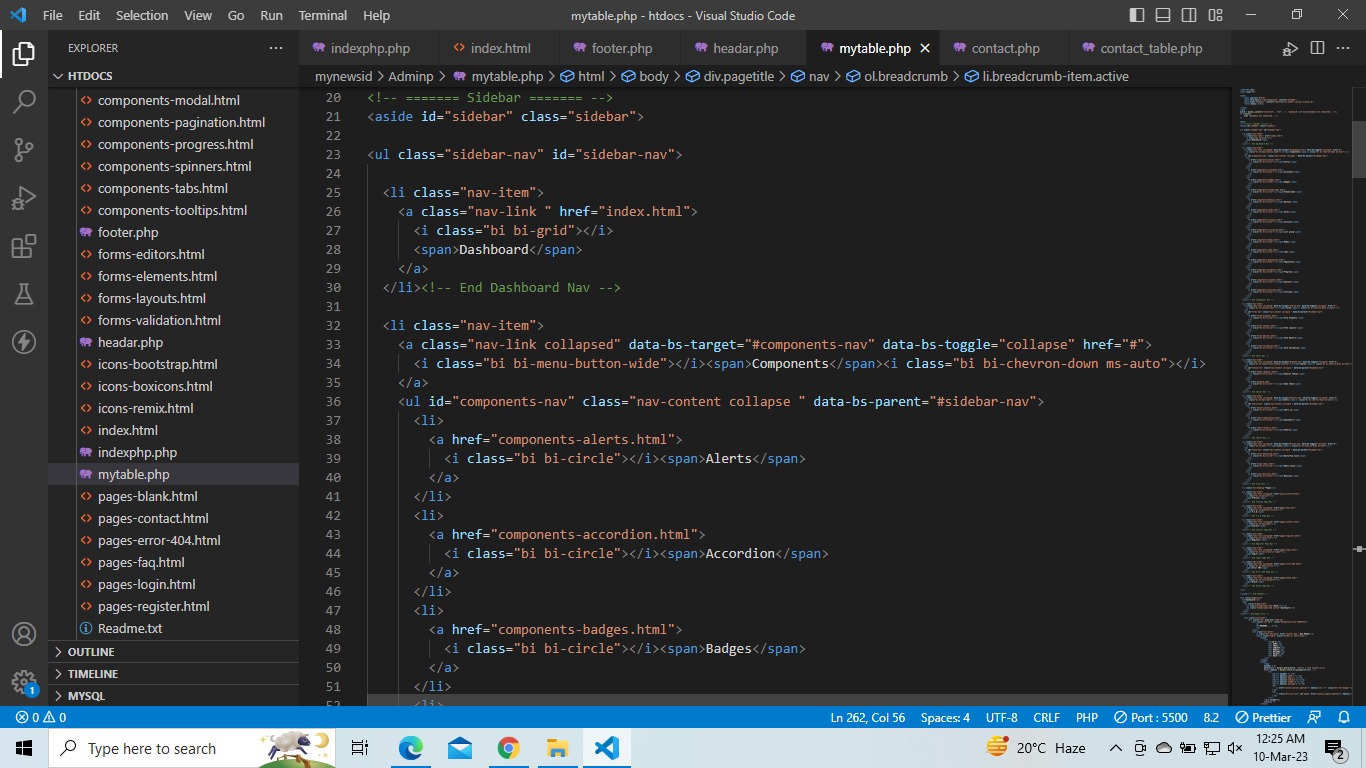 File Edit Selection View Go Run Terminal Help
mytable.php - htdocs - Visual Studio Code
EXPLORER
HTDOCS
components-modal.html
components-pagination.html
components-progress.html
components-spinners.html
components-tabs.html
components-tooltips.html
footer.php
forms-editors.html
forms-elements.html
forms-layouts.html
forms-validation.html
headar.php
icons-bootstrap.html
icons-boxicons.html
icons-remix.html
index.html
indexphp.php
mytable.php
pages-blank.html
pages-contact.html
pages-error-404.html
pages-faq.html
pages-login.html
pages-register.html
Readme.txt
OUTLINE
TIMELINE
MYSQL
1
indexphp.php index.html footer.php headar.php mytable.php contact.php contact_table.php
mynewsid > Adminp > mytable.php > html > body > div.pagetitle > nav > ol.breadcrumb > li.breadcrumb-item.active
20 <!-- ======= Sidebar ======= -->
21 <aside id="sidebar" class="sidebar">
22
23 <ul class="sidebar-nav" id="sidebar-nav">
24
25 <li class="nav-item">
26 <a class="nav-link " href="index.html">
27 <i class="bi bi-grid"></i>
28 <span>Dashboard</span>
29 </a>
30 </li><!-- End Dashboard Nav -->
31
32 <li class="nav-item">
33 <a class="nav-link collapsed" data-bs-target="#components-nav" data-bs-toggle="collapse" href="#">
34 <i class="bi bi-menu-button-wide"></i><span>Components</span><i class="bi bi-chevron-down ms-auto"></i>
35 </a>
36 <ul id="components-nav" class="nav-content collapse " data-bs-parent="#sidebar-nav">
37 <li>
38 <a href="components-alerts.html">
39 <i class="bi bi-circle"></i><span>Alerts</span>
40 </a>
41 </li>
42 <li>
43 <a href="components-accordion.html">
44 <i class="bi bi-circle"></i><span>Accordion</span>
45 </a>
46 </li>
47 <li>
48 <a href="components-badges.html">
49 <i class="bi bi-circle"></i><span>Badges</span>
50 </a>
51 </li>
52 <li>
0 0 Ln 262, Col 56 Spaces: 4 UTF-8 CRLF PHP Port : 5500 8.2 Prettier
Type here to search 20°C Haze 12:25 AM
10-Mar-23 2